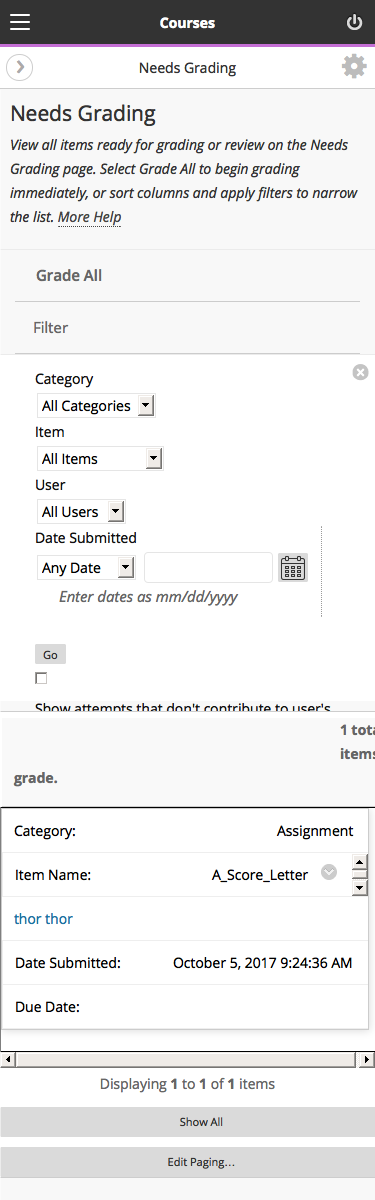 Courses
Needs Grading
Needs Grading
View all items ready for grading or review on the Needs
Grading page. Select Grade All to begin grading
immediately, or sort columns and apply filters to narrow
the list. More Help
Grade All
Filter
Category
All Categories
Item
All Items
User
All Users
Date Submitted
Any Date
Enter dates as mm/dd/yyyy
Go
Show attempts that don't contribute to user's
1 tota
items
grade.
Category: Assignment
Item Name: A_Score_Letter
thor thor
Date Submitted: October 5, 2017 9:24:36 AM
Due Date:
Displaying 1 to 1 of 1 items
Show All
Edit Paging...